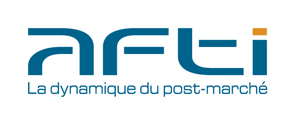 afti
La dynamique du post-marché